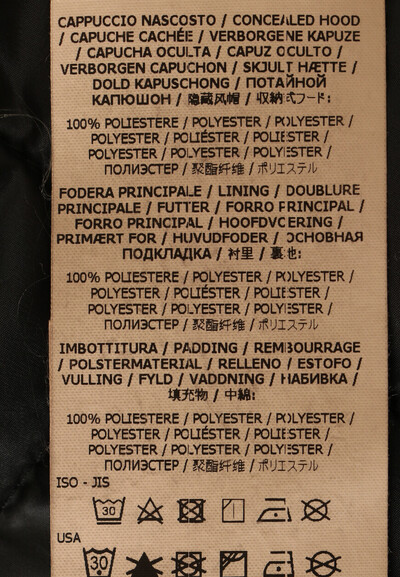 CAPPUCCIO NASCOSTO / CONCEALED HOOD
/ CAPUCHE CACHÉE / VERBORGENE KAPUZE
/ CAPUCHA OCULTA / CAPUZ OCULTO /
VERBORGEN CAPUCHON / SKJULT HÆTTE /
DOLD KAPUSCHONG / ПОТАЙНОЙ
КАПЮШОН / 隐藏风帽 / 収納式フード:
100% POLIESTERE / POLYESTER / POLYESTER /
POLYESTER / POLIÉSTER / POLIÉSTER /
POLYESTER / POLYESTER / POLYESTER /
ПОЛИЭСТЕР / 聚酯纤维 / ポリエステル
FODERA PRINCIPALE / LINING / DOUBLURE
PRINCIPALE / FUTTER / FORRO PRINCIPAL /
FORRO PRINCIPAL / HOOFDVOERING /
PRIMÆRT FOR / HUVUDFODER / ОСНОВНАЯ
ПОДКЛАДКА / 衬里 / 裏地:
100% POLIESTERE / POLYESTER / POLYESTER /
POLYESTER / POLIÉSTER / POLIÉSTER /
POLYESTER / POLYESTER / POLYESTER /
ПОЛИЭСТЕР / 聚酯纤维 / ポリエステル
IMBOTTITURA / PADDING / REMBOURRAGE
/ POLSTERMATERIAL / RELLENO / ESTOFO /
VULLING / FYLD / VADDNING / НАБИВКА /
填充物 / 中綿:
100% POLIESTERE / POLYESTER / POLYESTER /
POLYESTER / POLIÉSTER / POLIÉSTER /
POLYESTER / POLYESTER / POLYESTER /
ПОЛИЭСТЕР / 聚酯纤维 / ポリエステル
ISO - JIS
30
USA
30